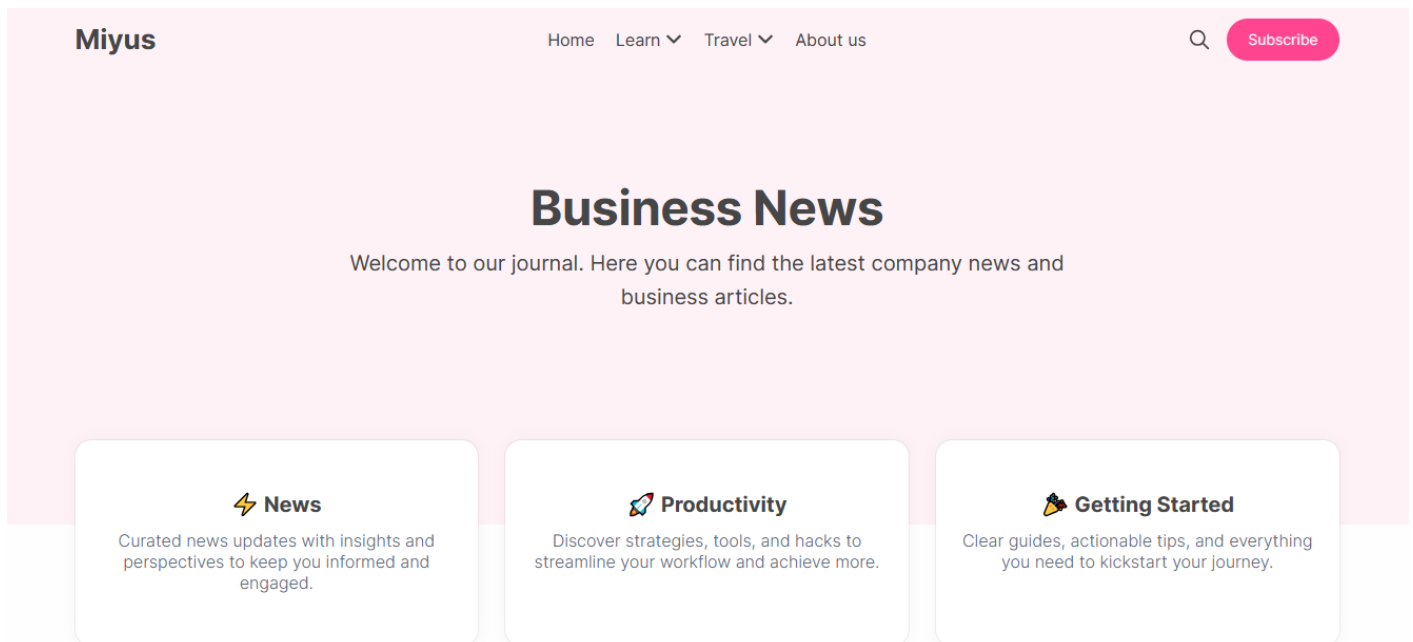 Miyus
Home Learn Travel About us
Subscribe
Business News
Welcome to our journal. Here you can find the latest company news and
business articles.
⚡ News
Curated news updates with insights and
perspectives to keep you informed and
engaged.
🚀 Productivity
Discover strategies, tools, and hacks to
streamline your workflow and achieve more.
🎉 Getting Started
Clear guides, actionable tips, and everything
you need to kickstart your journey.